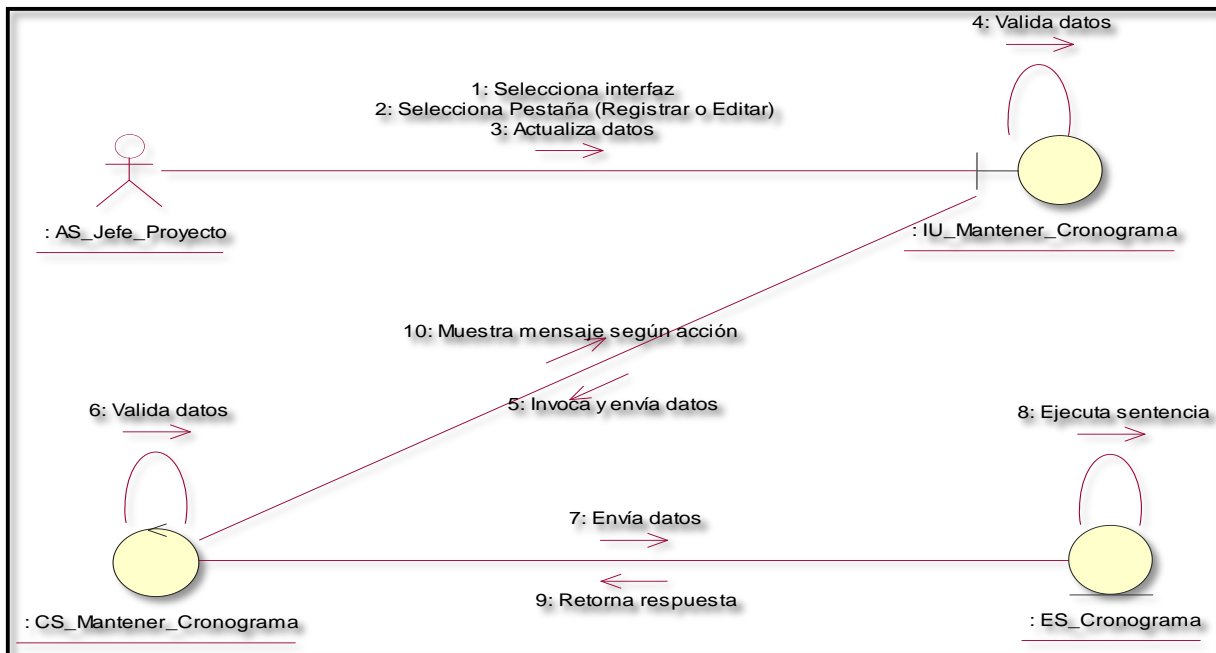 4: Valida datos
1: Selecciona interfaz
2: Selecciona Pestaña (Registrar o Editar)
3: Actualiza datos
: AS_Jefe_Proyecto
: IU_Mantener_Cronograma
10: Muestra mensaje según acción
5: Invoca y envía datos
6: Valida datos
8: Ejecuta sentencia
7: Envía datos
9: Retorna respuesta
: CS_Mantener_Cronograma
: ES_Cronograma